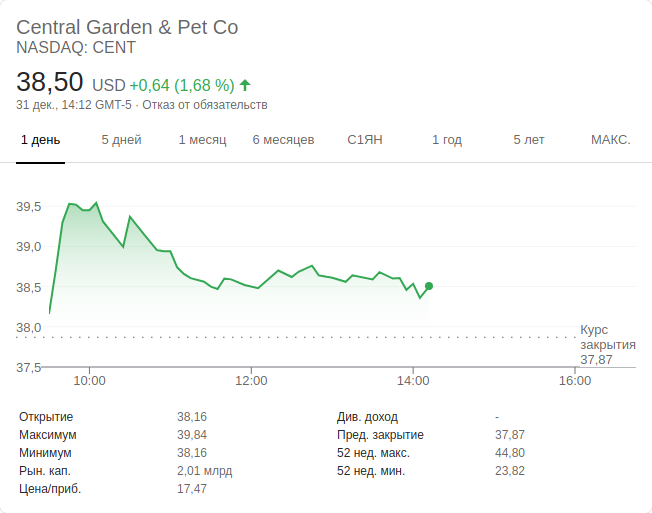 Central Garden & Pet Co
NASDAQ: CENT
38,50 USD +0,64 (1,68 %)
31 дек., 14:12 GMT-5 · Отказ от обязательств
1 день 5 дней 1 месяц 6 месяцев С1ЯН 1 год 5 лет МАКС.
39,5
39,0
38,5
38,0
37,5
Курс
закрытия
37,87
10:00 12:00 14:00 16:00
Открытие 38,16
Максимум 39,84
Минимум 38,16
Рын. кап. 2,01 млрд
Цена/приб. 17,47
Див. доход -
Пред. закрытие 37,87
52 нед. макс. 44,80
52 нед. мин. 23,82